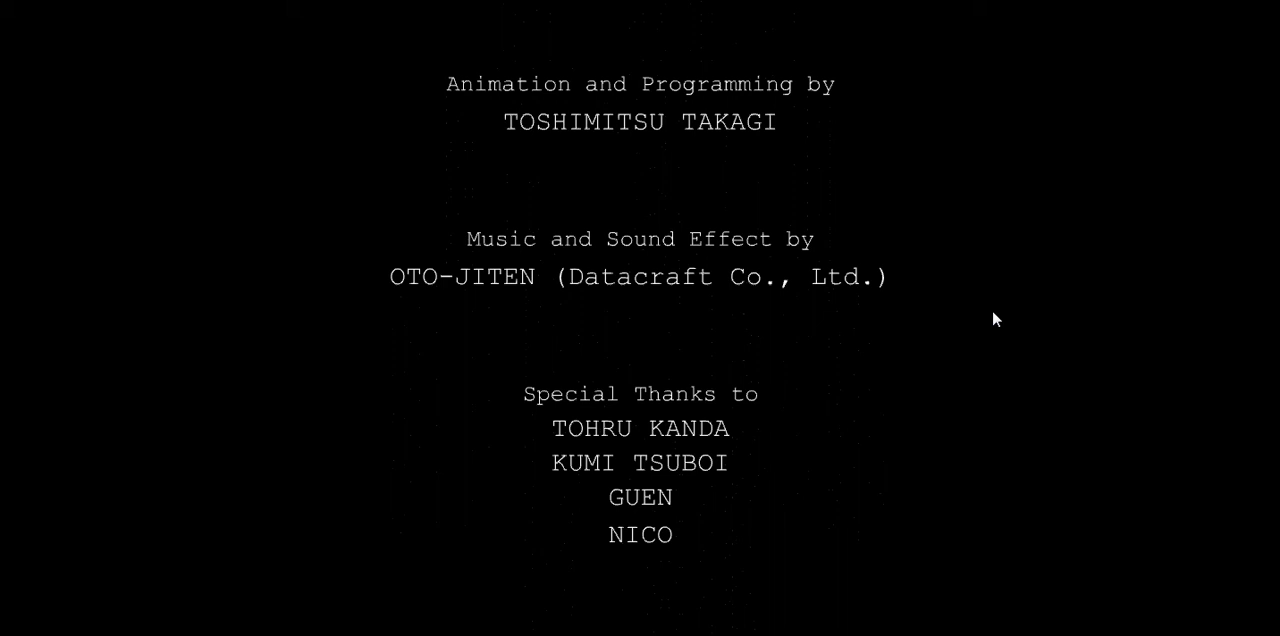 Animation and Programming by
TOSHIMITSU TAKAGI
Music and Sound Effect by
OTO-JITEN (Datacraft Co., Ltd.)
Special Thanks to
TOHRU KANDA
KUMI TSUBOI
GUEN
NICO